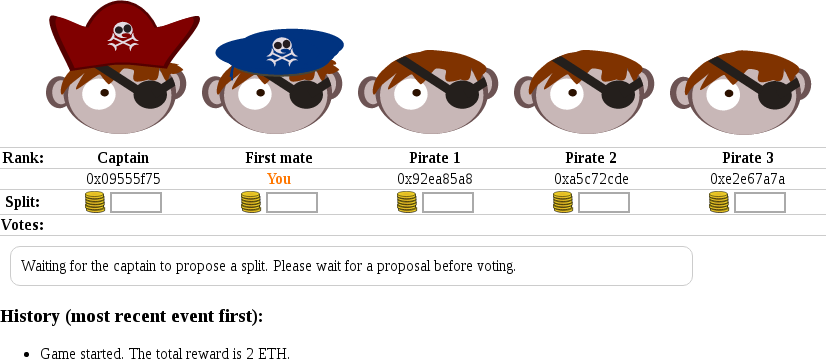 Rank: Captain First mate Pirate 1 Pirate 2 Pirate 3
0x09555f75 You 0x92ea85a8 0xa5c72cde 0xe2e67a7a
Split:
Votes:
Waiting for the captain to propose a split. Please wait for a proposal before voting.
History (most recent event first):
Game started. The total reward is 2 ETH.